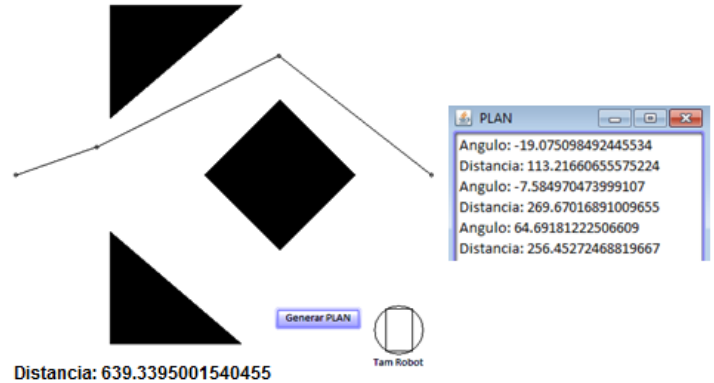 PLAN
Angulo: -19.075098492445534
Distancia: 113.21660655575224
Angulo: -7.584970473999107
Distancia: 269.67016891009655
Angulo: 64.69181222506609
Distancia: 256.45272468819667
Generar PLAN
Tam Robot
Distancia: 639.3395001540455